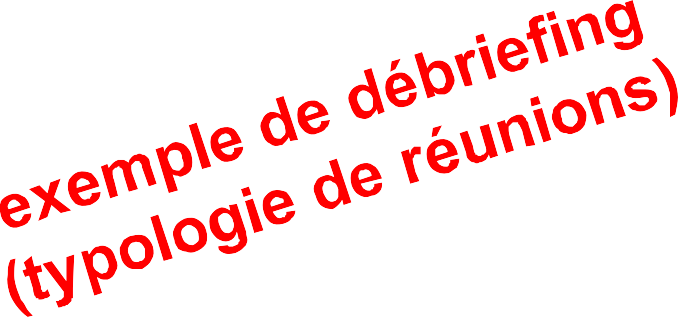 exemple de débriefing
(typologie de réunions)